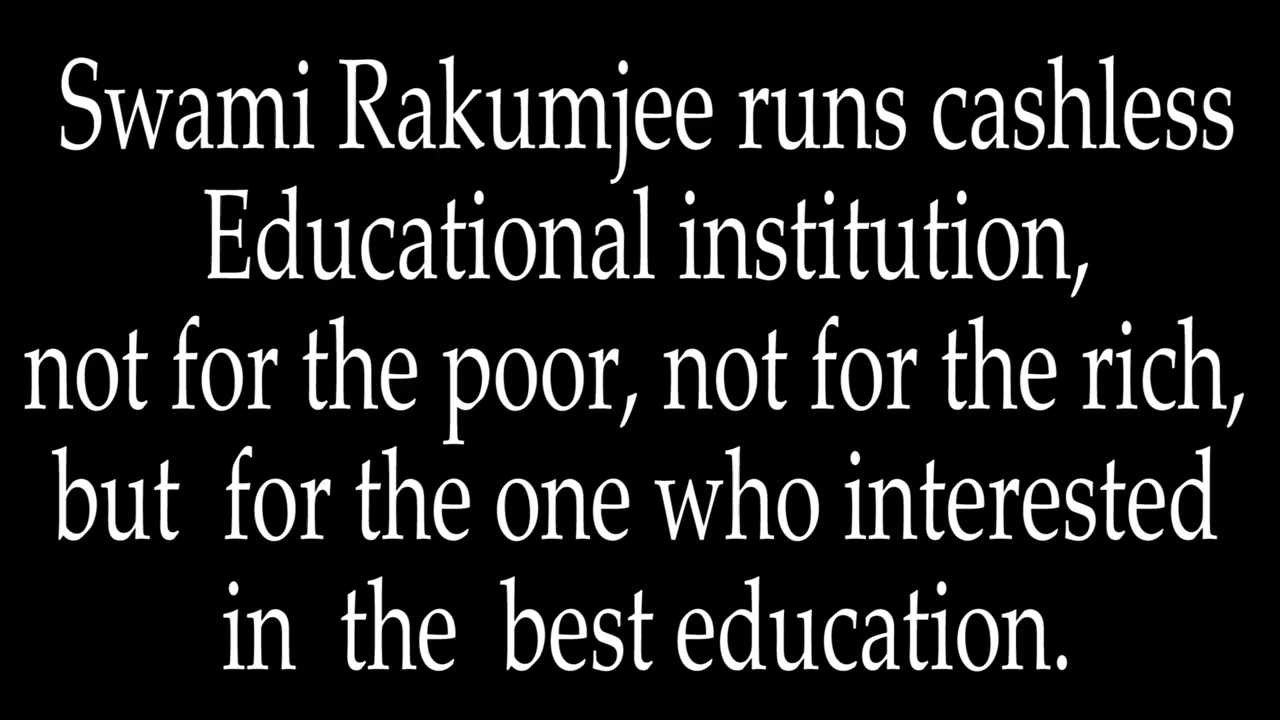 Swami Rakumjee runs cashless
Educational institution,
not for the poor, not for the rich,
but for the one who interested
in the best education.